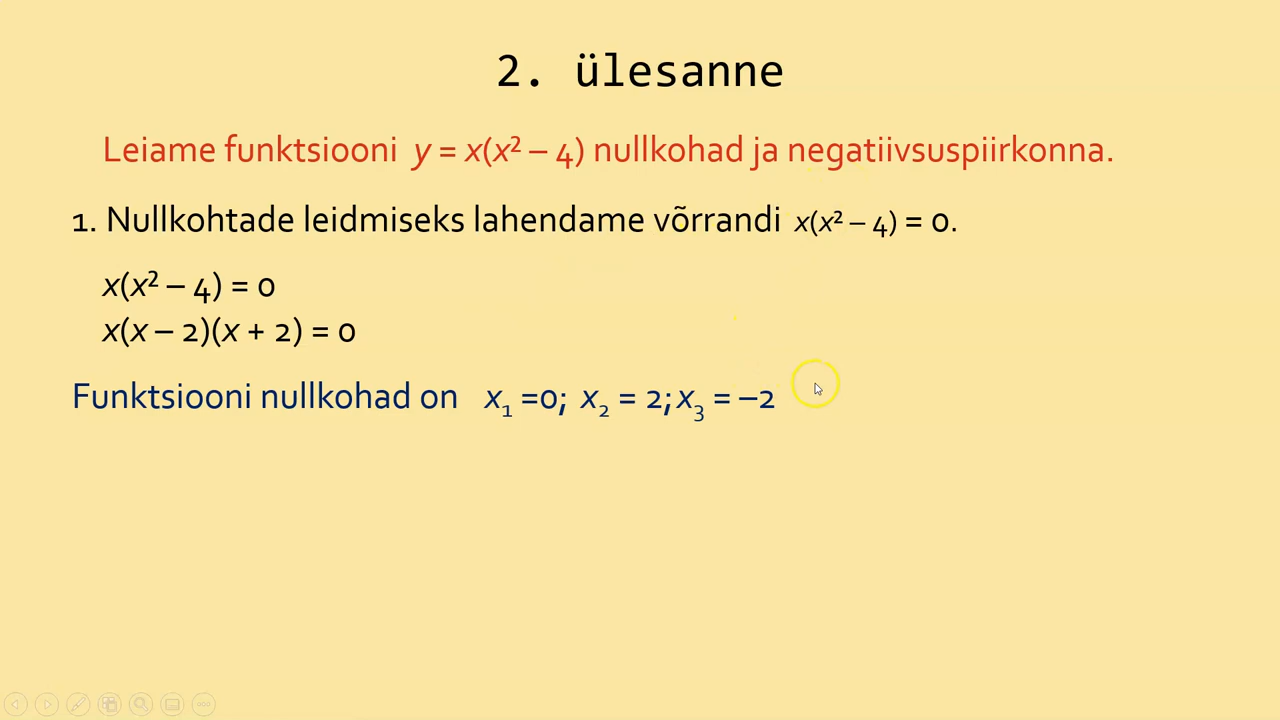 2. ülesanne
Leiame funktsiooni y = x(x² – 4) nullkohad ja negatiivsuspiirkonna.
1. Nullkohtade leidmiseks lahendame võrrandi x(x² – 4) = 0.
x(x² – 4) = 0
x(x – 2)(x + 2) = 0
Funktsiooni nullkohad on x₁ =0; x₂ = 2; x₃ = –2